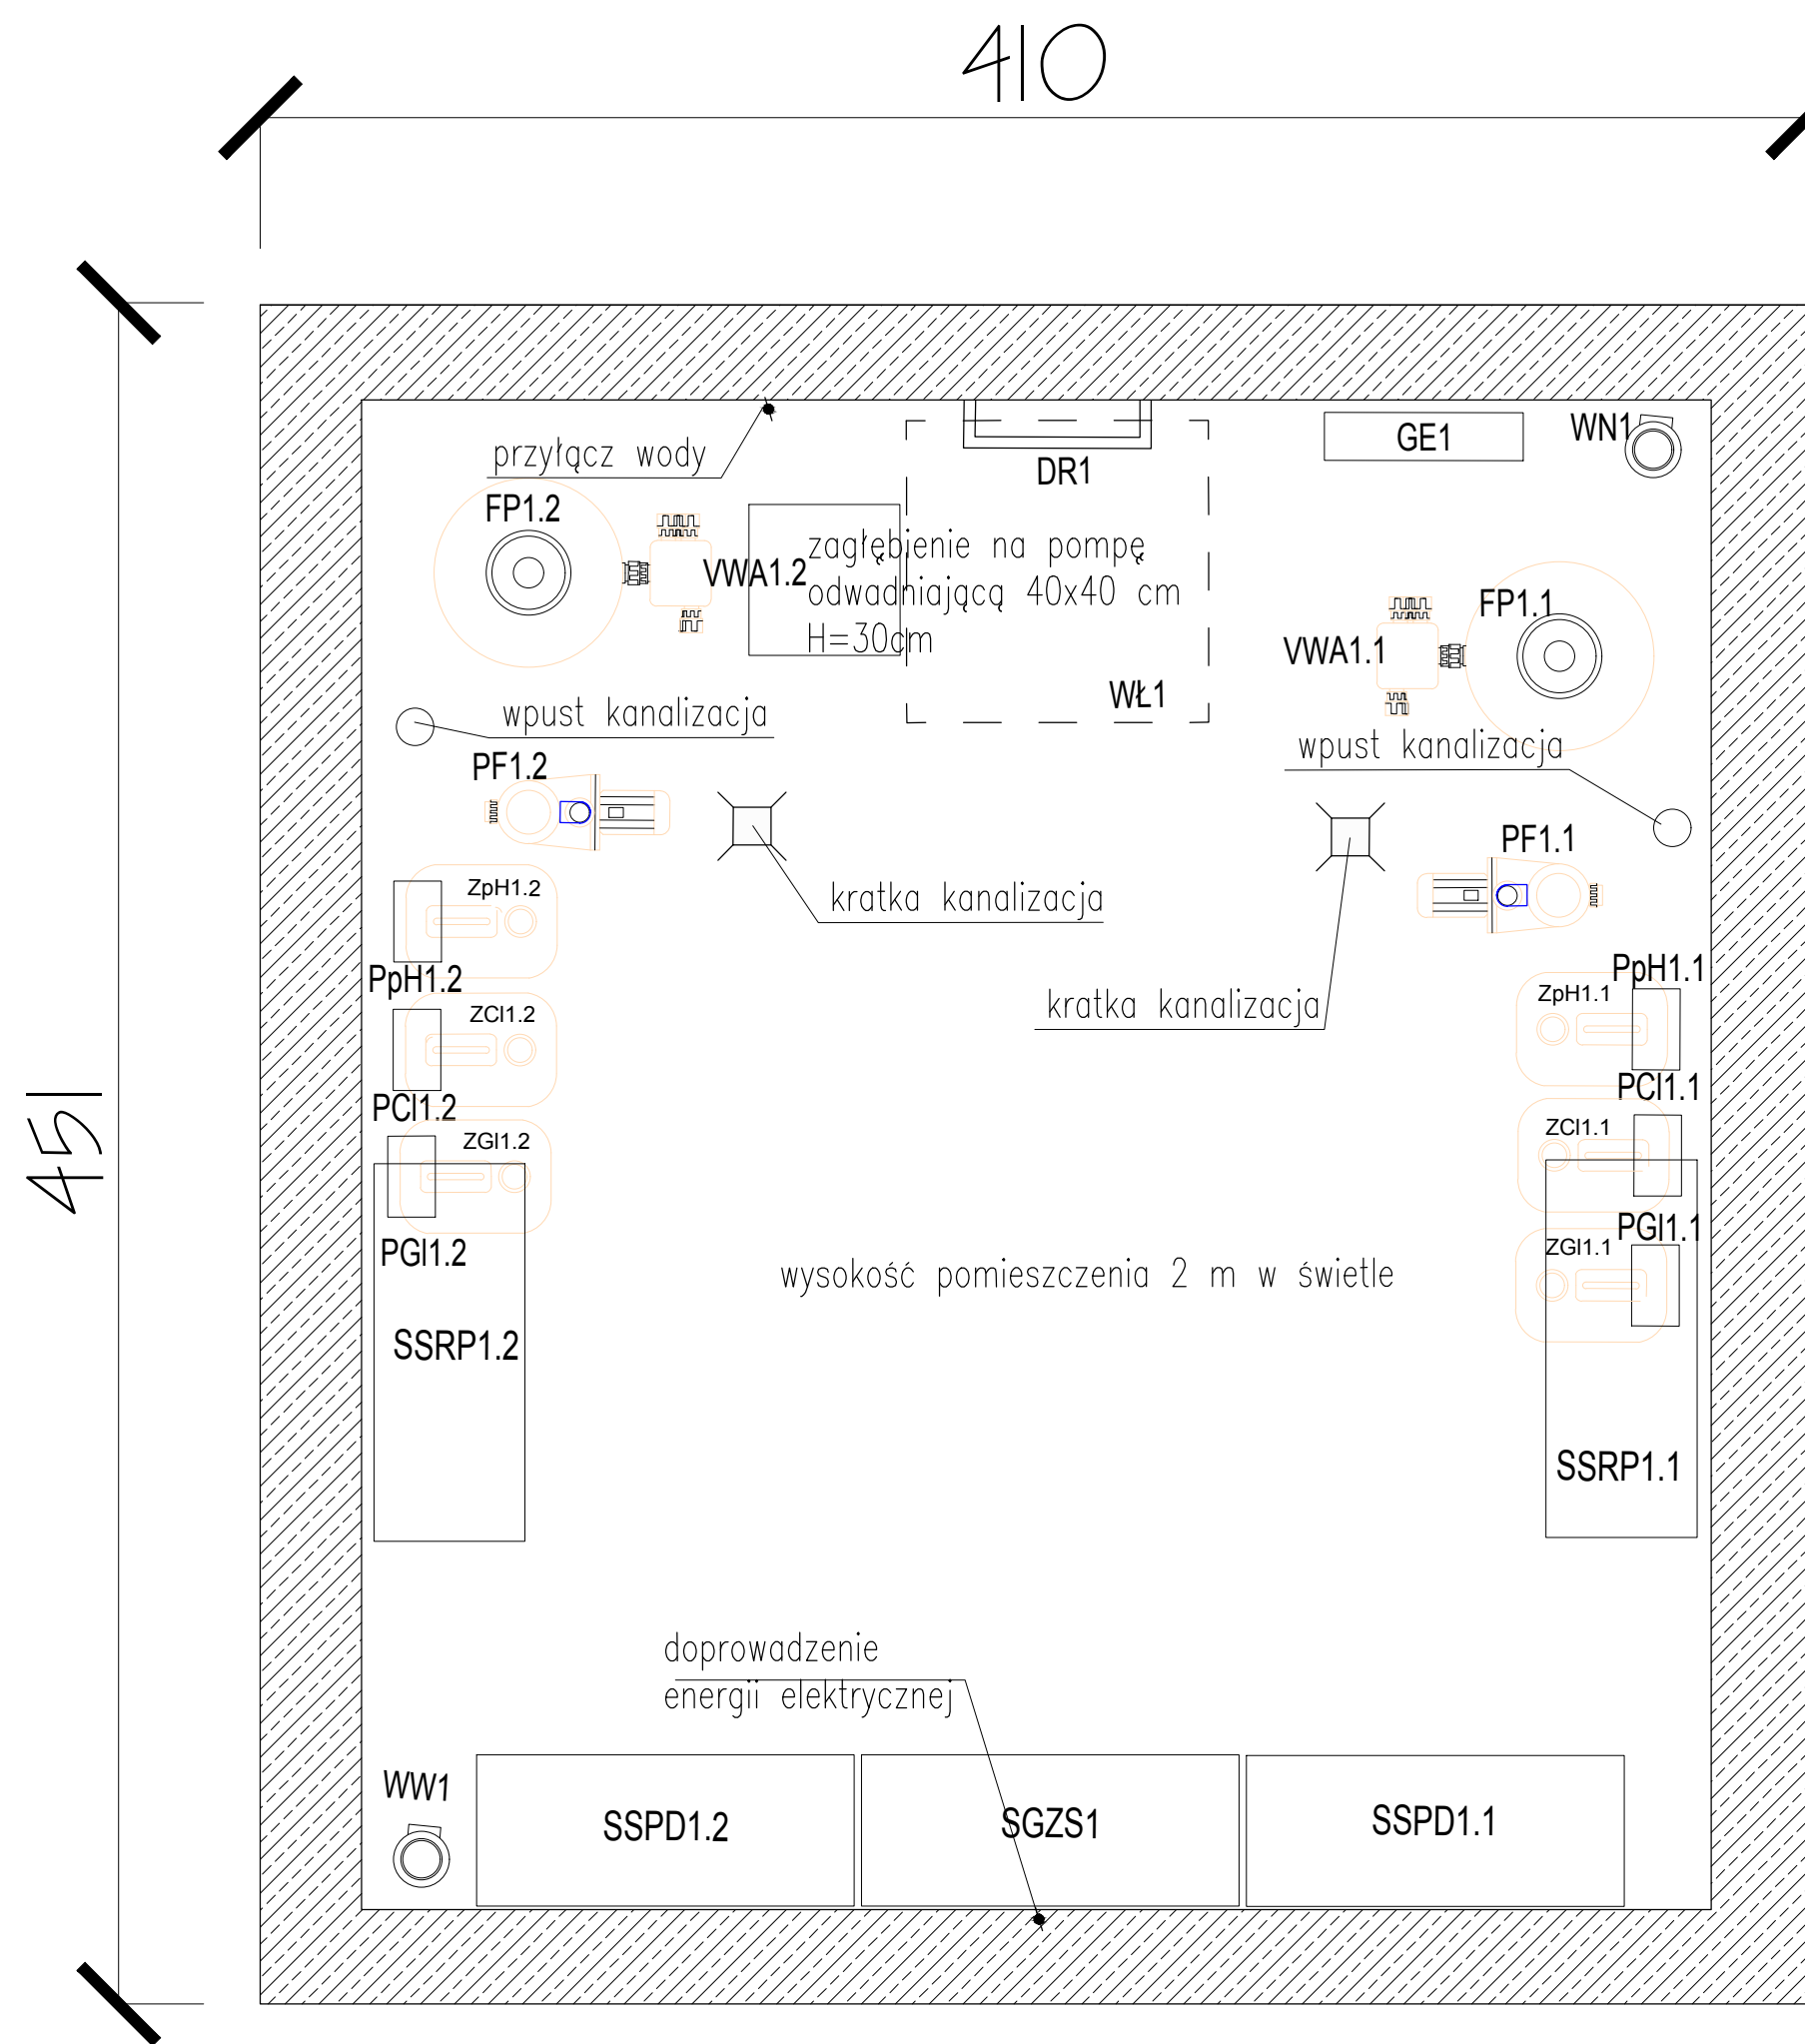 410
451
przyłącz wody
DR1
GE1
WN1
FP1.2
VWA1.2
zagłębienie na pompę
odwadniającą 40x40 cm
H=30cm
WŁ1
VWA1.1
FP1.1
wpust kanalizacja
wpust kanalizacja
PF1.2
PF1.1
kratka kanalizacja
kratka kanalizacja
ZpH1.2
PpH1.2
ZCl1.2
PCl1.2
ZGl1.2
PGl1.2
SSRP1.2
PpH1.1
ZpH1.1
PCl1.1
ZCl1.1
PGl1.1
ZGl1.1
SSRP1.1
wysokość pomieszczenia 2 m w świetle
doprowadzenie
energii elektrycznej
WW1
SSPD1.2
SGZS1
SSPD1.1